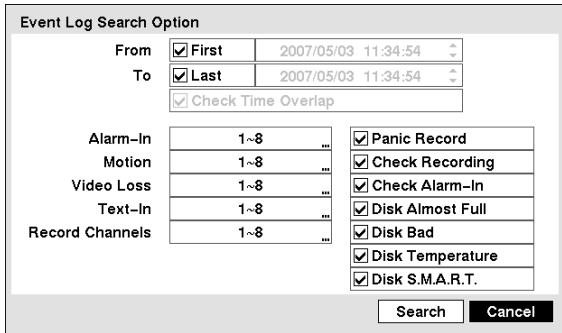 Event Log Search Option
From First 2007/05/03 11:34:54
To Last 2007/05/03 11:34:54
Check Time Overlap
Alarm-In 1~8 ... Panic Record
Motion 1~8 ... Check Recording
Video Loss 1~8 ... Check Alarm-In
Text-In 1~8 ... Disk Almost Full
Record Channels 1~8 ... Disk Bad
Disk Temperature
Disk S.M.A.R.T.
Search Cancel